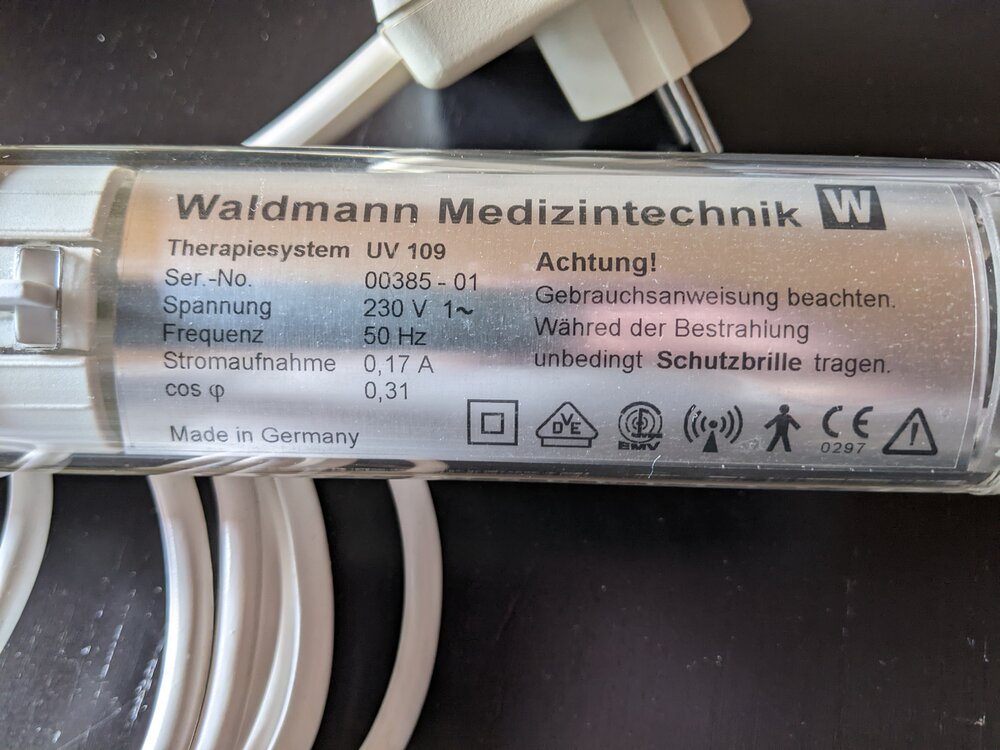 Waldmann Medizintechnik W
Therapiesystem UV 109
Ser.-No. 00385 - 01
Spannung 230 V 1~
Frequenz 50 Hz
Stromaufnahme 0,17 A
cos φ 0,31
Made in Germany
Achtung!
Gebrauchsanweisung beachten.
Währed der Bestrahlung
unbedingt Schutzbrille tragen.
DVE
EMV
CE
0297